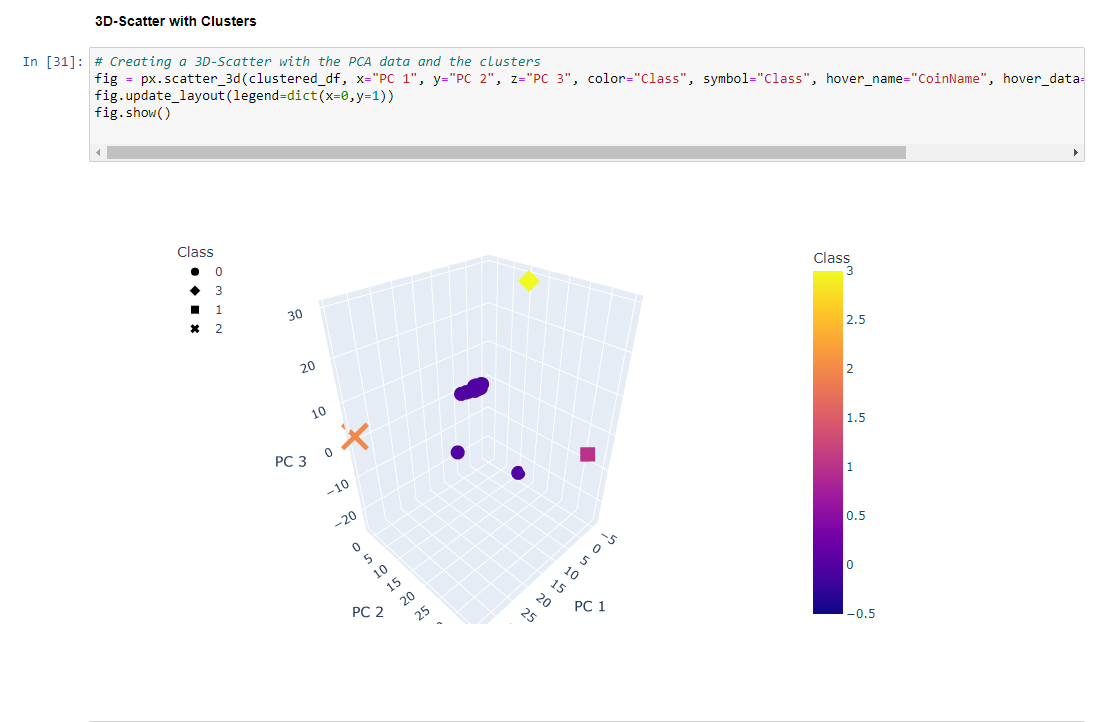 3D-Scatter with Clusters
In [31]:
# Creating a 3D-Scatter with the PCA data and the clusters
fig = px.scatter_3d(clustered_df, x="PC 1", y="PC 2", z="PC 3", color="Class", symbol="Class", hover_name="CoinName", hover_data=
fig.update_layout(legend=dict(x=0,y=1))
fig.show()
Class
0
3
1
2
30
20
10
0
−10
−20
PC 3
0
5
10
15
20
25
PC 2
−5
0
5
10
15
20
25
PC 1
Class
3
2.5
2
1.5
1
0.5
0
−0.5